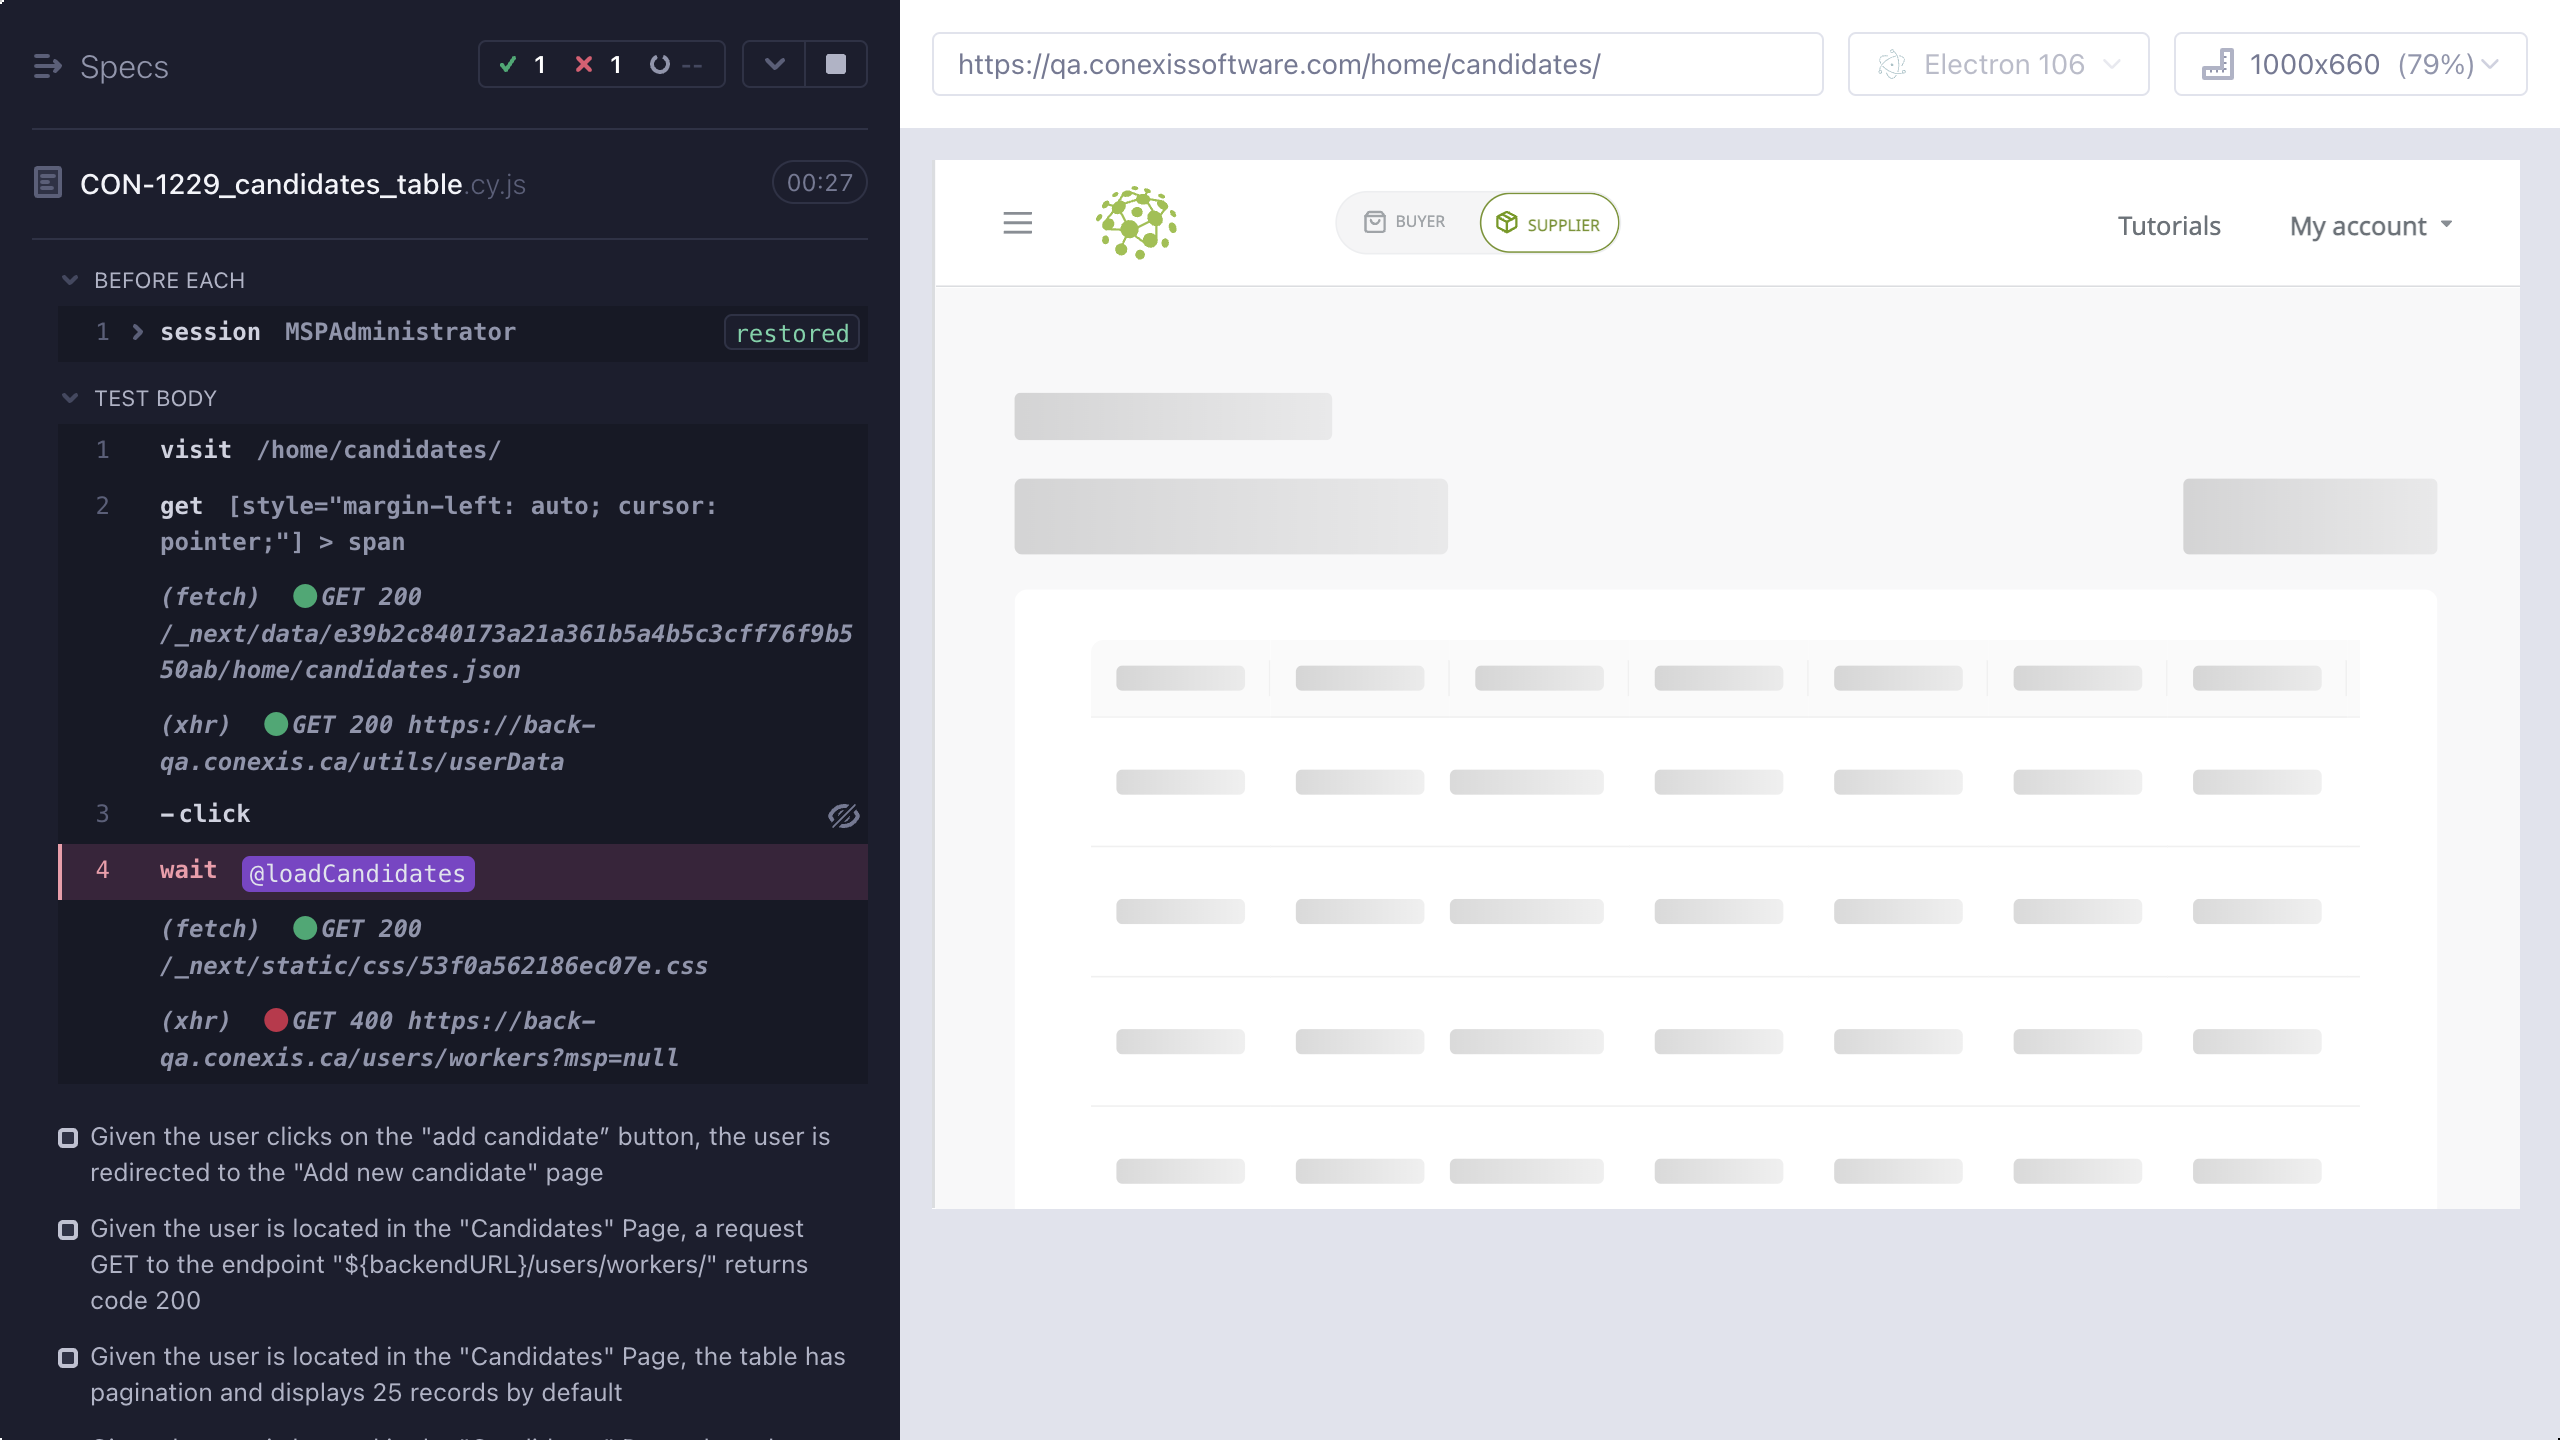 Specs
1 1 --
CON-1229_candidates_table.cy.js
00:27
BEFORE EACH
1 session MSPAdministrator restored
TEST BODY
1 visit /home/candidates/
2 get [style="margin-left: auto; cursor:
pointer;"] > span
(fetch) GET 200
/_next/data/e39b2c840173a21a361b5a4b5c3cff76f9b5
50ab/home/candidates.json
(xhr) GET 200 https://back-
qa.conexis.ca/utils/userData
3 -click
4 wait @loadCandidates
(fetch) GET 200
/_next/static/css/53f0a562186ec07e.css
(xhr) GET 400 https://back-
qa.conexis.ca/users/workers?msp=null
Given the user clicks on the "add candidate” button, the user is
redirected to the "Add new candidate" page
Given the user is located in the "Candidates" Page, a request
GET to the endpoint "${backendURL}/users/workers/" returns
code 200
Given the user is located in the "Candidates" Page, the table has
pagination and displays 25 records by default
https://qa.conexissoftware.com/home/candidates/
Electron 106
1000x660 (79%)
BUYER
SUPPLIER
Tutorials
My account